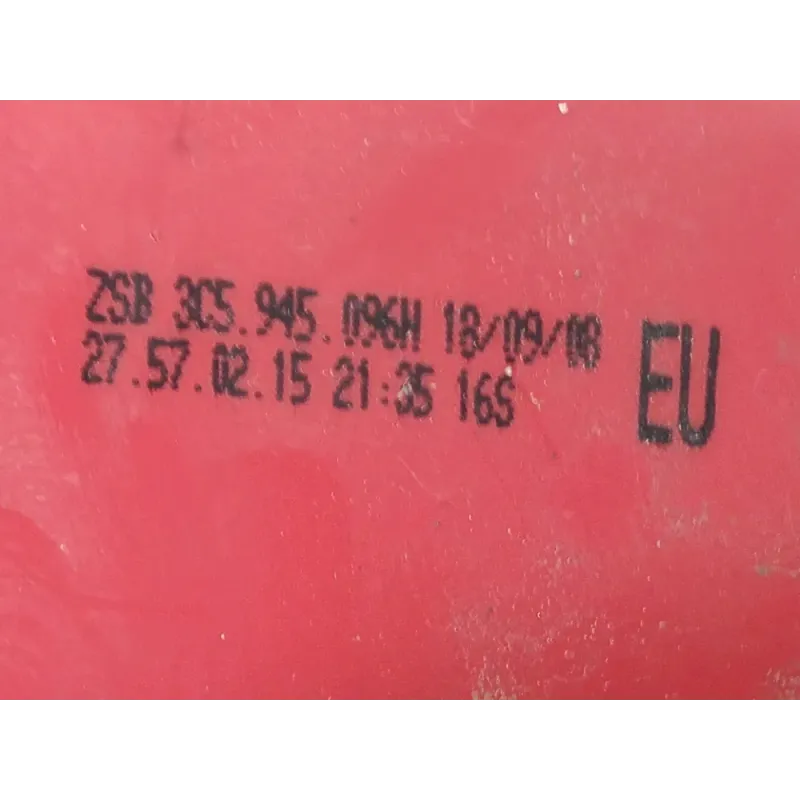 ZSB 3C5.945.096H 18/09/08
27.57.02.15 21:35 16S
EU